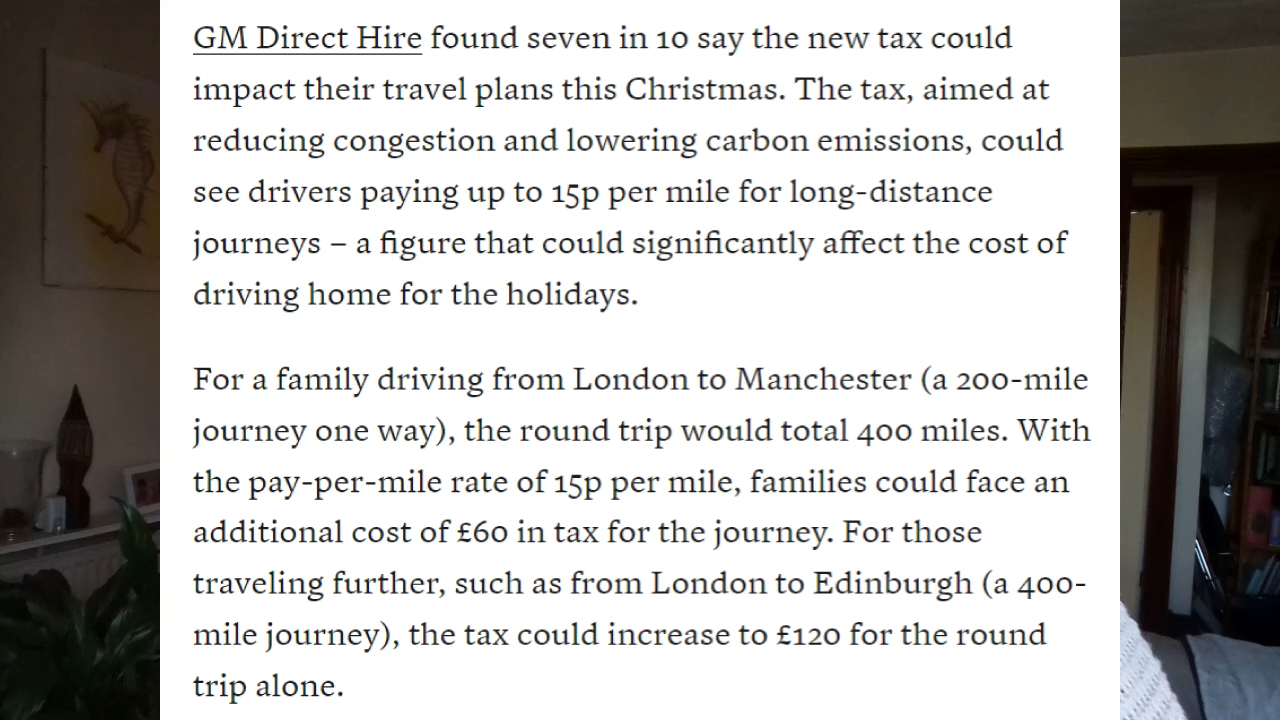 GM Direct Hire found seven in 10 say the new tax could
impact their travel plans this Christmas. The tax, aimed at
reducing congestion and lowering carbon emissions, could
see drivers paying up to 15p per mile for long-distance
journeys – a figure that could significantly affect the cost of
driving home for the holidays.
For a family driving from London to Manchester (a 200-mile
journey one way), the round trip would total 400 miles. With
the pay-per-mile rate of 15p per mile, families could face an
additional cost of £60 in tax for the journey. For those
traveling further, such as from London to Edinburgh (a 400-
mile journey), the tax could increase to £120 for the round
trip alone.